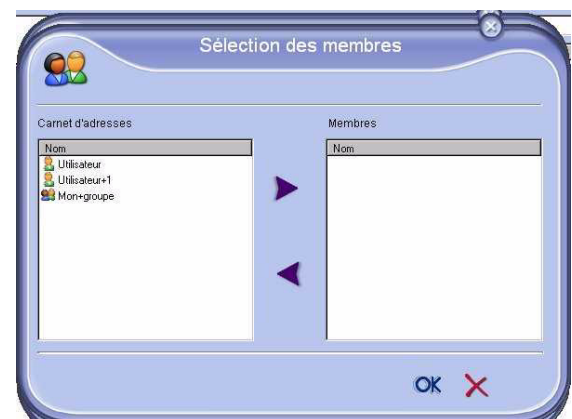 Sélection des membres
Carnet d'adresses
Membres
Nom
Nom
Utilisateur
Utilisateur+1
Mon+groupe
OK